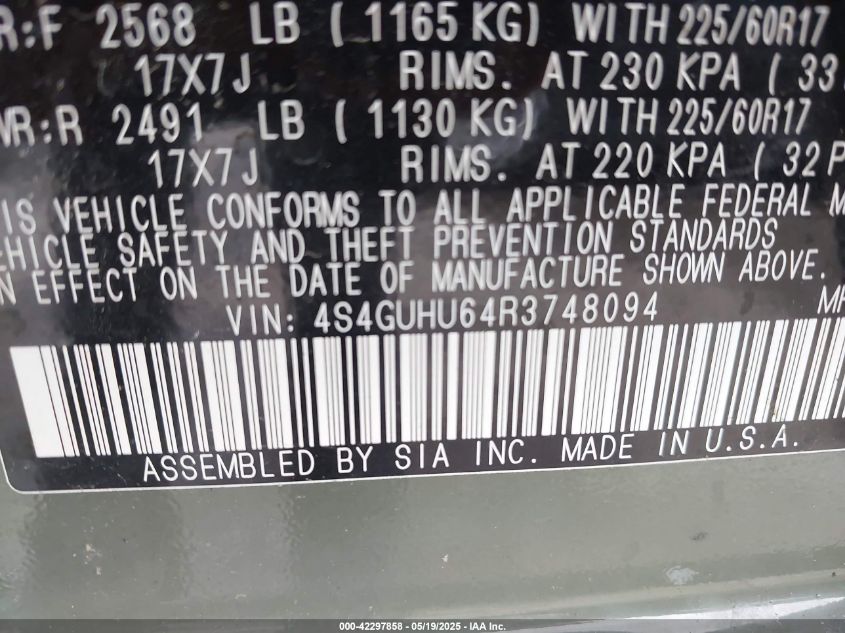 R:F 2568 LB ( 1165 KG) WITH 225/60R17
17X7J RIMS. AT 230 KPA ( 33
WR:R 2491 LB ( 1130 KG) WITH 225/60R17
17X7J RIMS. AT 220 KPA ( 32 P
IS VEHICLE CONFORMS TO ALL APPLICABLE FEDERAL M
EHICLE SAFETY AND THEFT PREVENTION STANDARDS
N EFFECT ON THE DATE OF MANUFACTURE SHOWN ABOVE.
VIN: 4S4GUHU64R3748094 MP
ASSEMBLED BY SIA INC. MADE IN U.S.A.
000-42297858 - 05/19/2025 - IAA Inc.